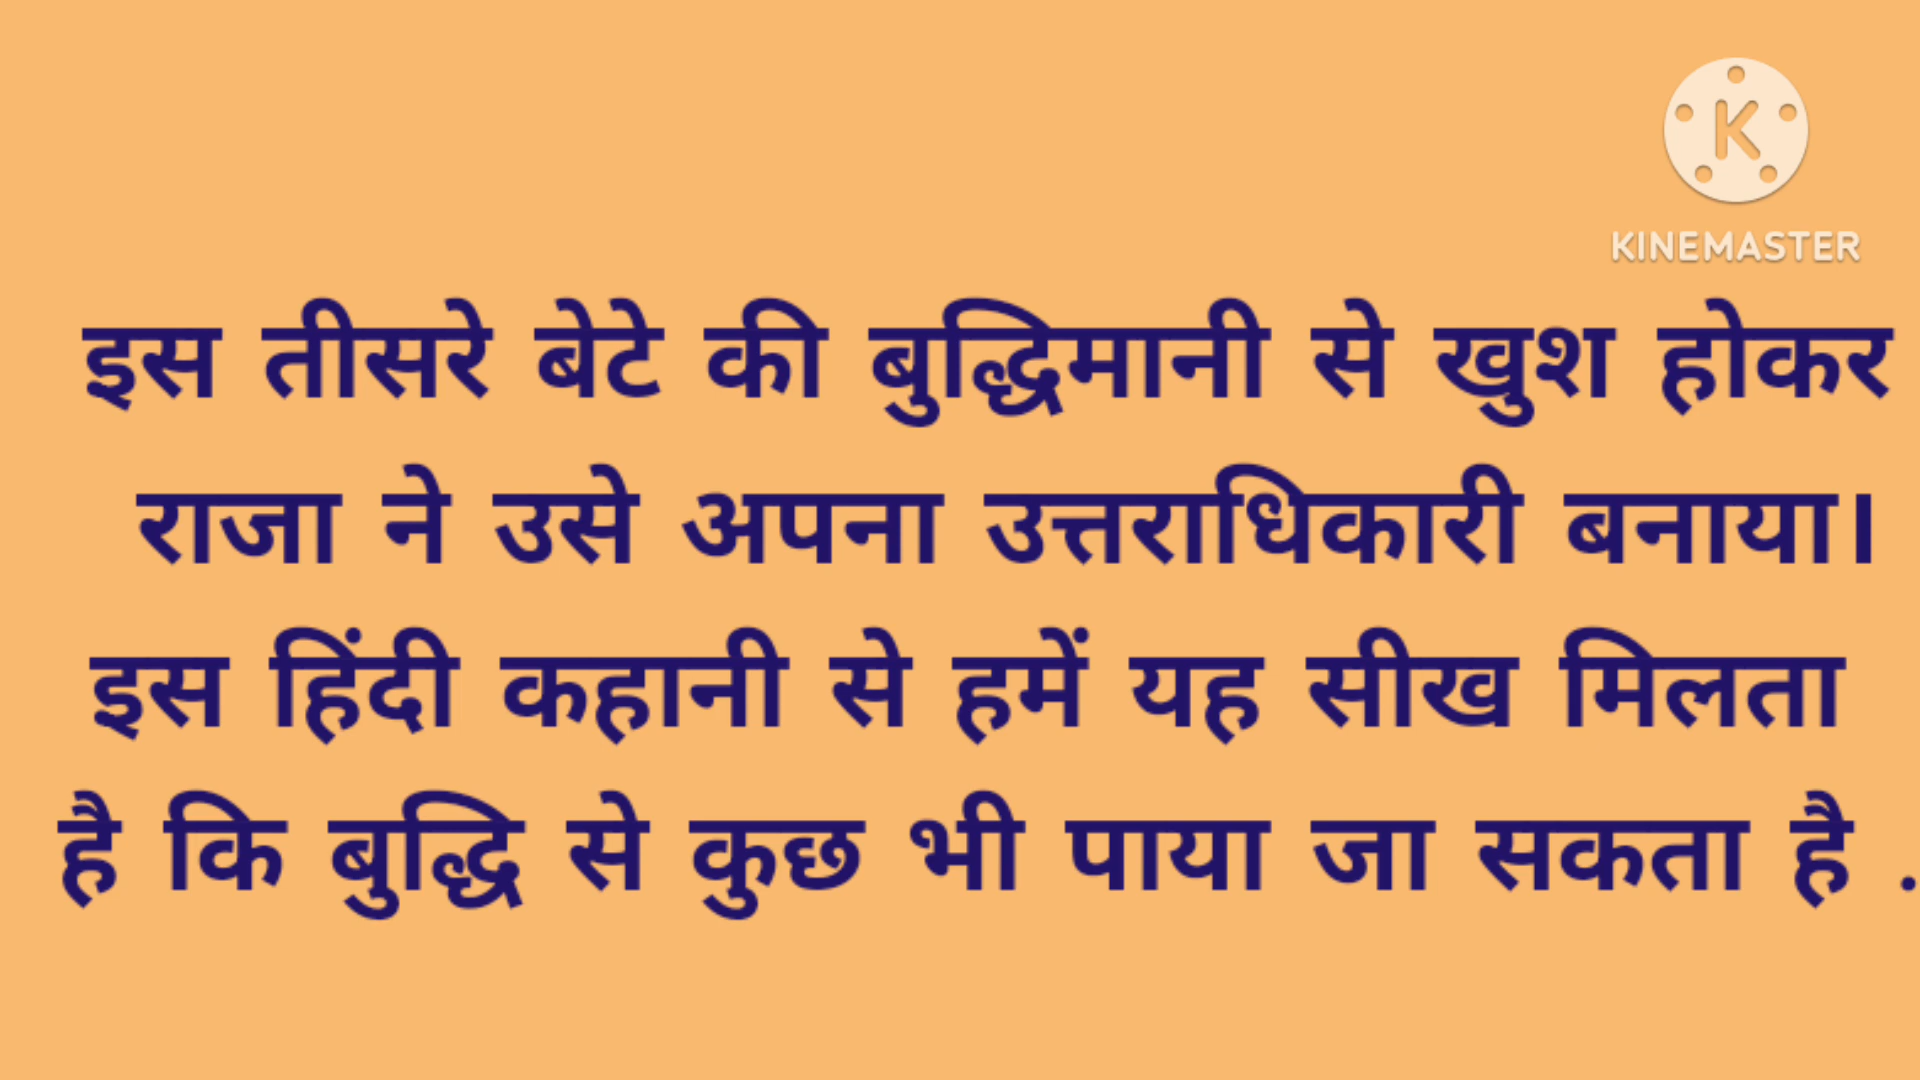 KINEMASTER
इस तीसरे बेटे की बुद्धिमानी से खुश होकर
राजा ने उसे अपना उत्तराधिकारी बनाया।
इस हिंदी कहानी से हमें यह सीख मिलता
है कि बुद्धि से कुछ भी पाया जा सकता है .